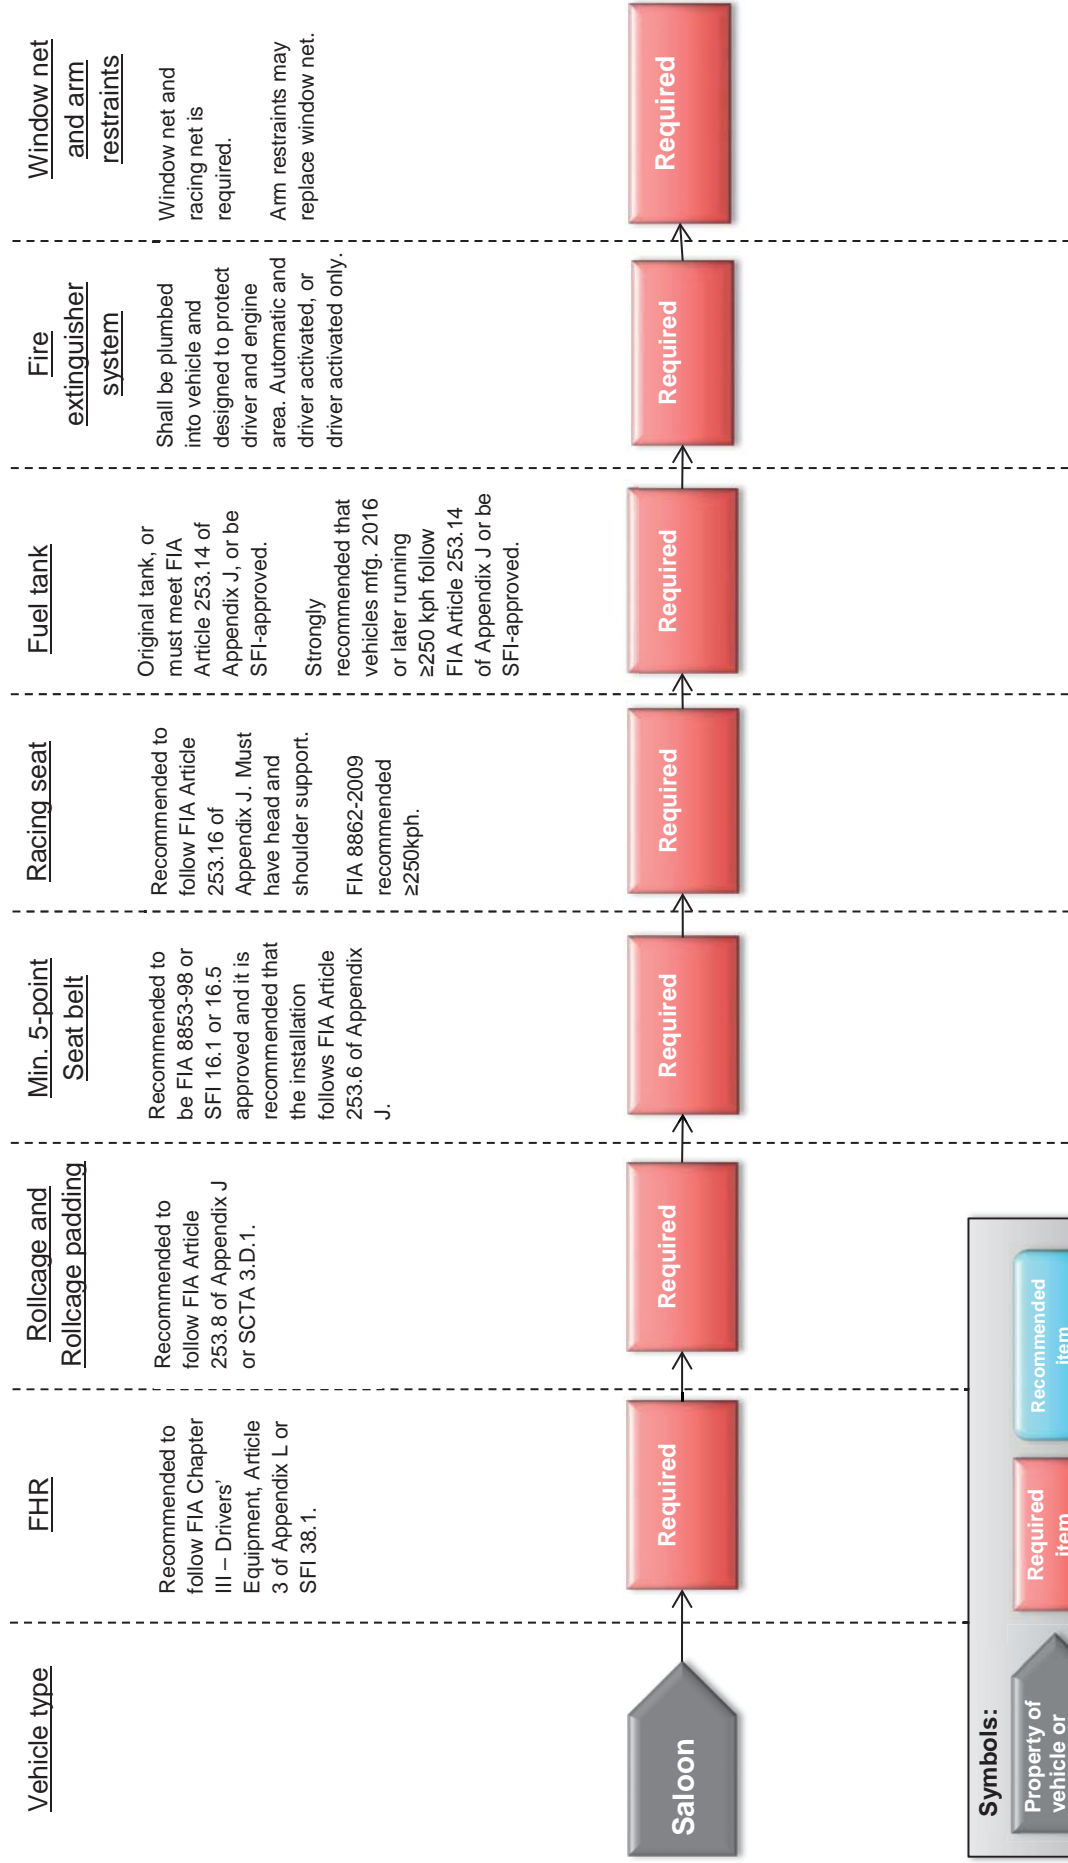 Vehicle type
FHR
Recommended to
follow FIA Chapter
III – Drivers’
Equipment, Article
3 of Appendix L or
SFI 38.1.
Rollcage and
Rollcage padding
Recommended to
follow FIA Article
253.8 of Appendix J
or SCTA 3.D.1.
Min. 5-point
Seat belt
Recommended to
be FIA 8853-98 or
SFI 16.1 or 16.5
approved and it is
recommended that
the installation
follows FIA Article
253.6 of Appendix
J.
Racing seat
Recommended to
follow FIA Article
253.16 of
Appendix J. Must
have head and
shoulder support.
FIA 8862-2009
recommended
≥250kph.
Fuel tank
Original tank, or
must meet FIA
Article 253.14 of
Appendix J, or be
SFI-approved.
Strongly
recommended that
vehicles mfg. 2016
or later running
≥250 kph follow
FIA Article 253.14
of Appendix J or be
SFI-approved.
Fire
extinguisher
system
Shall be plumbed
into vehicle and
designed to protect
driver and engine
area. Automatic and
driver activated, or
driver activated only.
Window net
and arm
restraints
Window net and
racing net is
required.
Arm restraints may
replace window net.
Saloon
Required
Required
Required
Required
Required
Required
Required
Symbols:
Property of
vehicle or
Required
item
Recommended
item